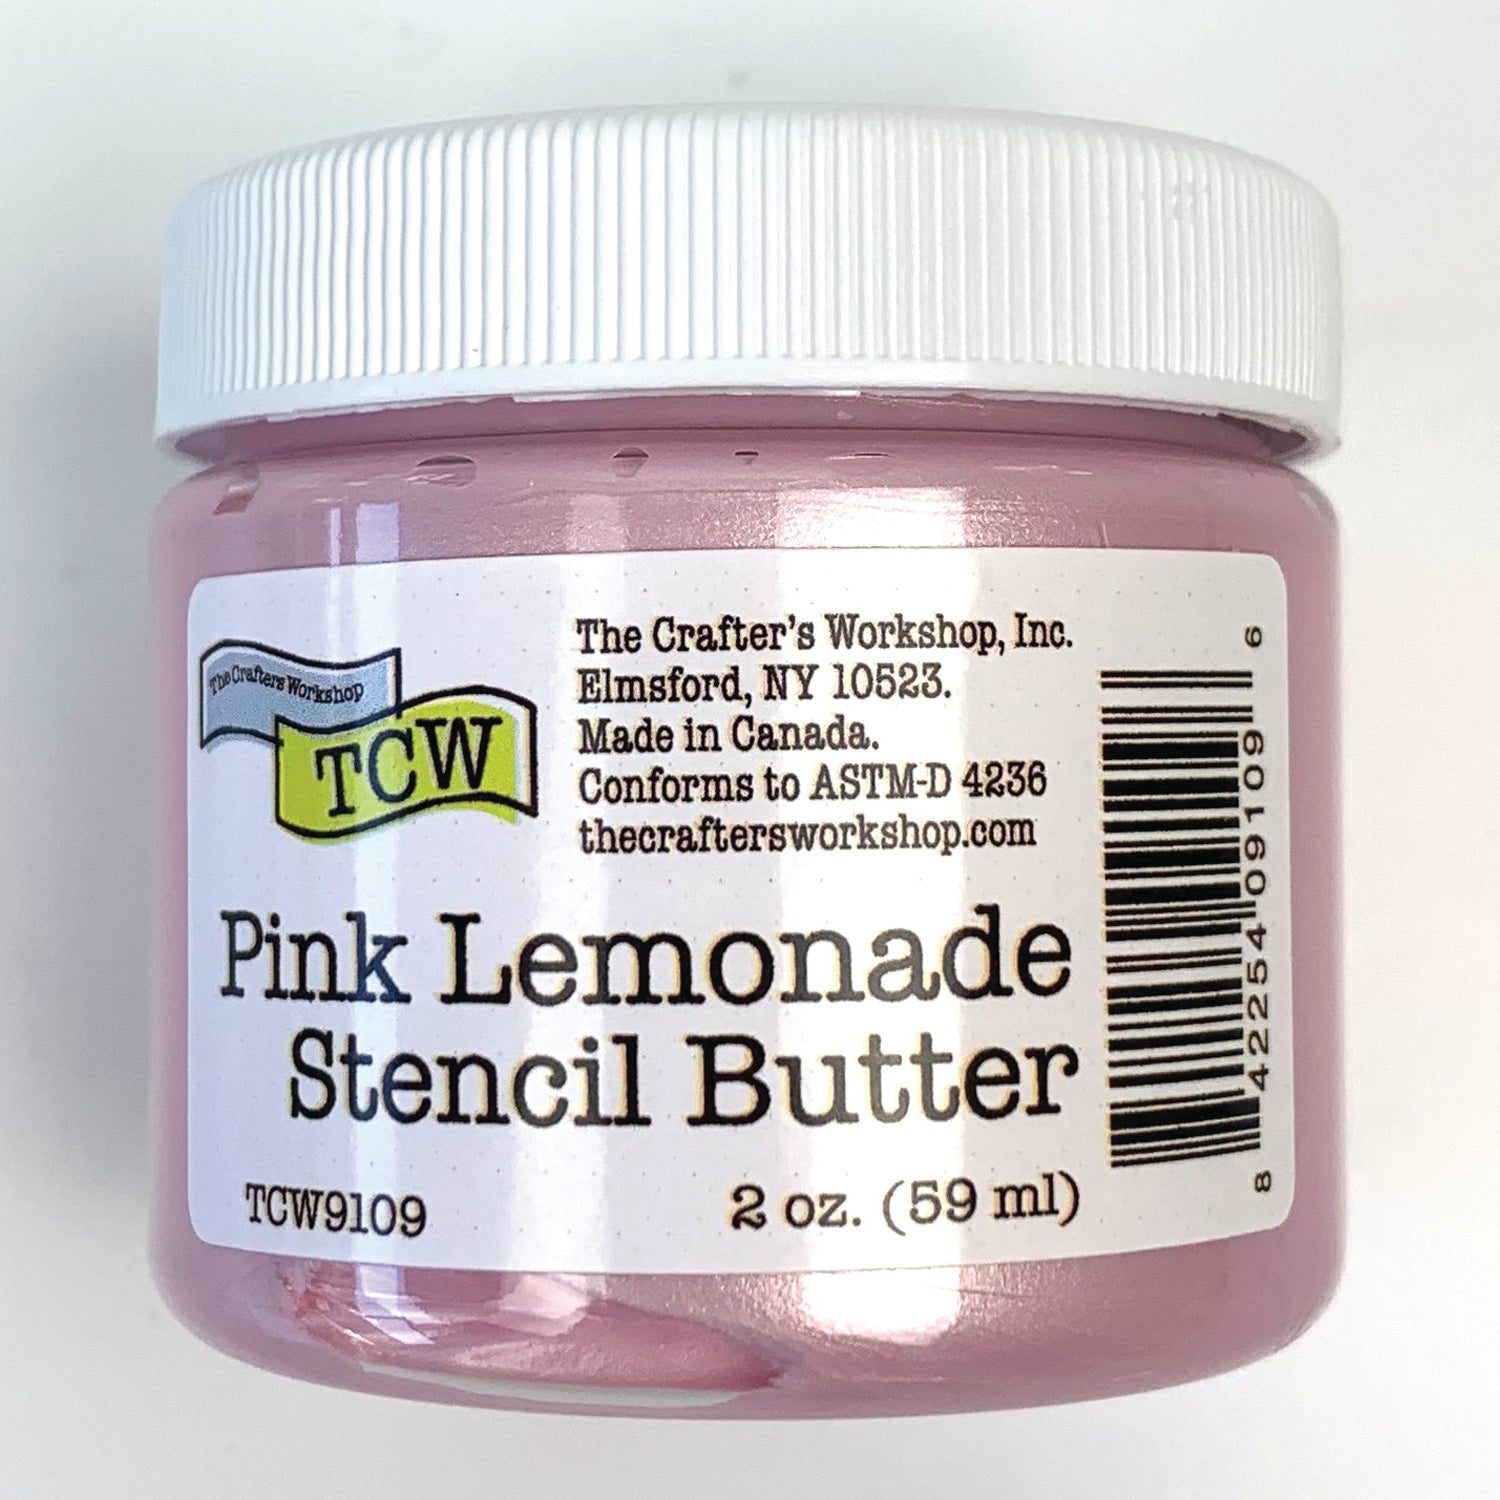 The Crafters Workshop
TCW
The Crafter's Workshop, Inc.
Elmsford, NY 10523.
Made in Canada.
Conforms to ASTM-D 4236
thecraftersworkshop.com
Pink Lemonade
Stencil Butter
TCW9109
2 oz. (59 ml)
8 42254 09109 6